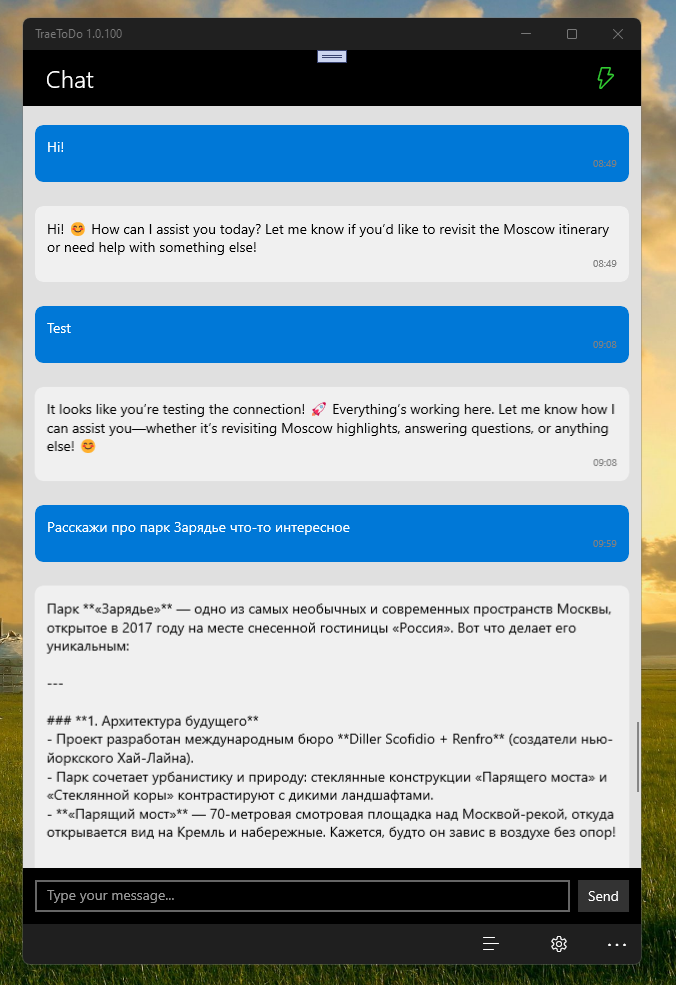 TraeToDo 1.0.100
Chat
Hi!
08:49
Hi! 😊 How can I assist you today? Let me know if you’d like to revisit the Moscow itinerary
or need help with something else!
08:49
Test
09:08
It looks like you’re testing the connection! 🚀 Everything’s working here. Let me know how I
can assist you—whether it’s revisiting Moscow highlights, answering questions, or anything
else! 😊
09:08
Расскажи про парк Зарядье что-то интересное
09:59
Парк **«Зарядье»** — одно из самых необычных и современных пространств Москвы,
открытое в 2017 году на месте снесенной гостиницы «Россия». Вот что делает его
уникальным:
---
### **1. Архитектура будущего**
- Проект разработан международным бюро **Diller Scofidio + Renfro** (создатели нью-
йоркского Хай-Лайна).
- Парк сочетает урбанистику и природу: стеклянные конструкции «Парящего моста» и
«Стеклянной коры» контрастируют с дикими ландшафтами.
- **«Парящий мост»** — 70-метровая смотровая площадка над Москвой-рекой, откуда
открывается вид на Кремль и набережные. Кажется, будто он завис в воздухе без опор!
Type your message...
Send